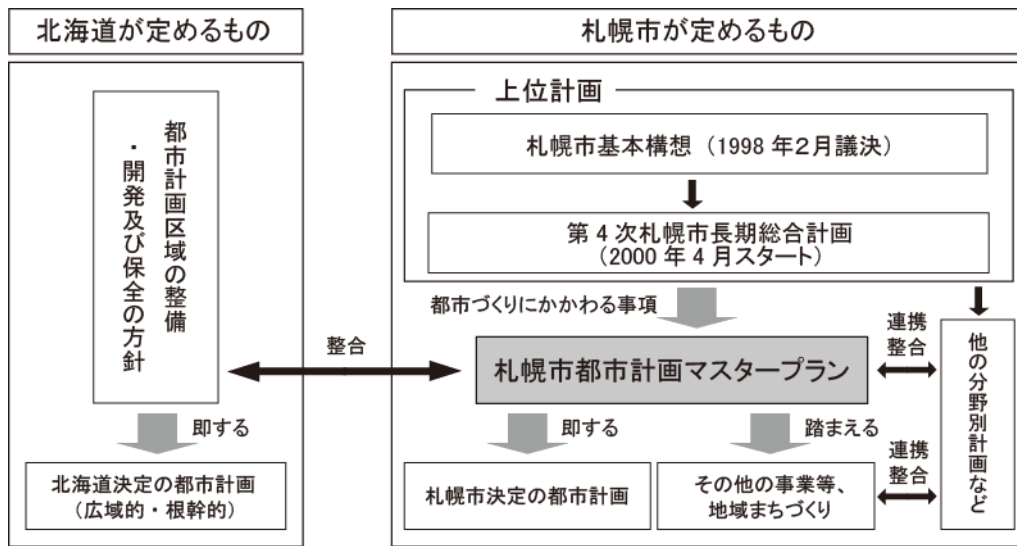 北海道が定めるもの
都市計画区域の整備
・開発及び保全の方針
即する
北海道決定の都市計画
（広域的・根幹的）
整合
札幌市が定めるもの
上位計画
札幌市基本構想（1998年２月議決）
第４次札幌市長期総合計画
（2000年４月スタート）
都市づくりにかかわる事項
札幌市都市計画マスタープラン
連携
整合
他の分野別計画など
即する
踏まえる
札幌市決定の都市計画
その他の事業等、
地域まちづくり
連携
整合